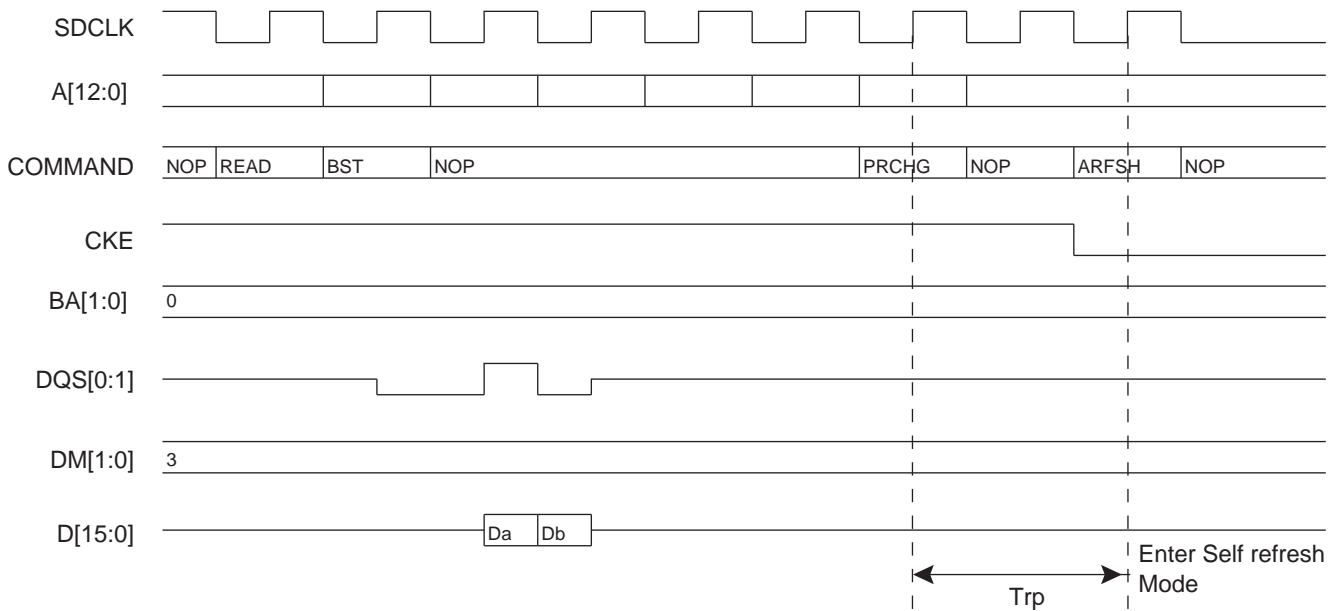 SDCLK
A[12:0]
COMMAND NOP READ BST NOP PRCHG NOP ARFSH NOP
CKE
BA[1:0] 0
DQS[0:1]
DM[1:0] 3
D[15:0] Da Db
Trp
Enter Self refresh
Mode